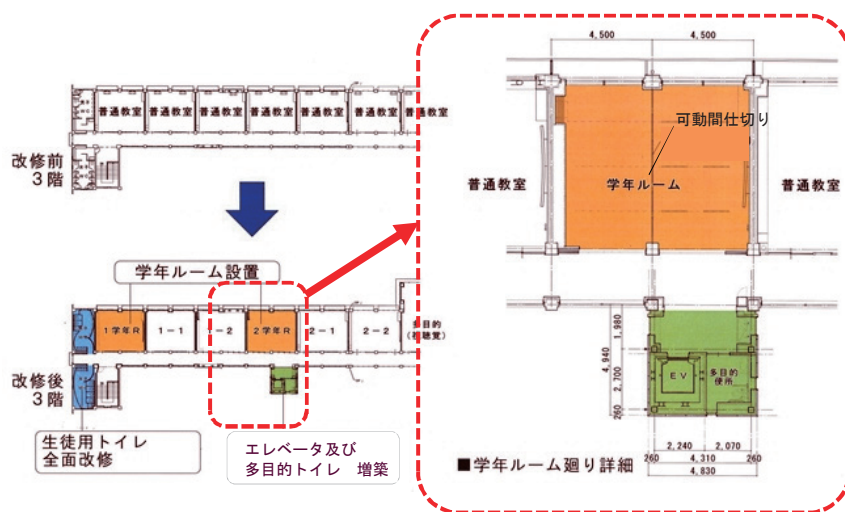 普通教室
普通教室
普通教室
普通教室
普通教室
普通教室
普通教室
改修前
3階
学年ルーム設置
1学年R
1-1
1-2
2学年R
2-1
2-2
多目的
(視聴覚)
改修後
3階
生徒用トイレ
全面改修
エレベータ及び
多目的トイレ 増築
4,500
4,500
可動間仕切り
普通教室
学年ルーム
普通教室
1,980
4,940
2,700
260
EV
多目的
便所
2,240
2,070
260
4,310
260
4,830
■学年ルーム廻り詳細